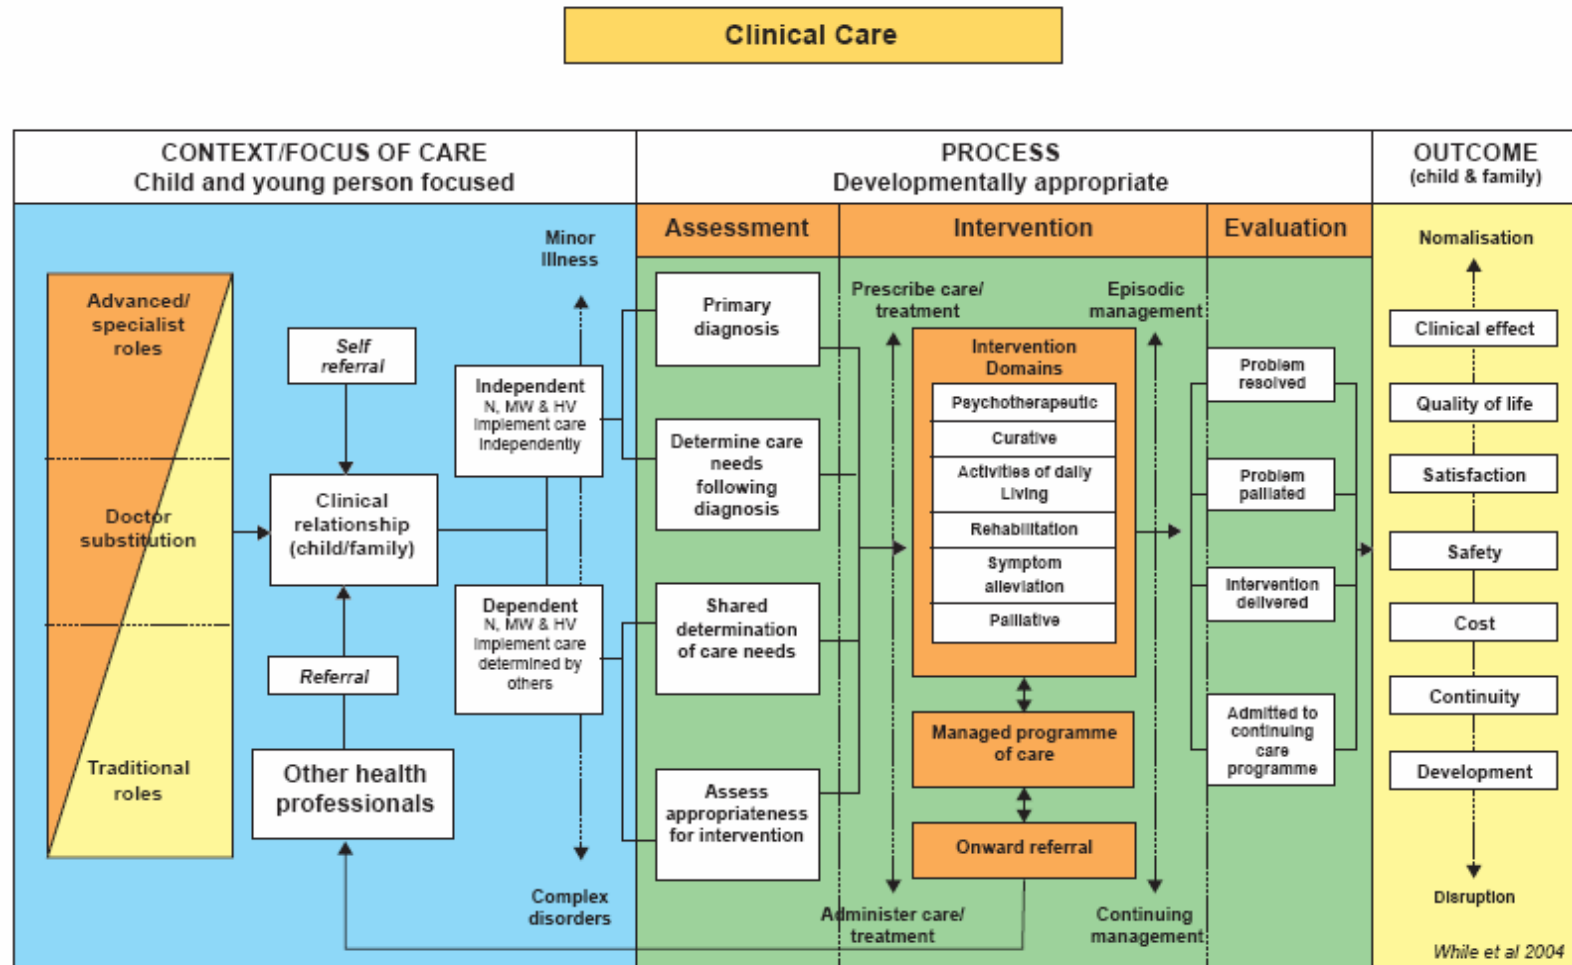 Clinical Care
CONTEXT/FOCUS OF CARE
Child and young person focused
PROCESS
Developmentally appropriate
OUTCOME
(child & family)
Assessment
Intervention
Evaluation
Advanced/
specialist
roles
Doctor
substitution
Traditional
roles
Self
referral
Clinical
relationship
(child/family)
Referral
Other health
professionals
Minor
Illness
Independent
N, MW & HV
Implement care
Independently
Dependent
N, MW & HV
Implement care
determined by
others
Complex
disorders
Primary
diagnosis
Determine care
needs
following
diagnosis
Shared
determination
of care needs
Assess
appropriateness
for intervention
Prescribe care/
treatment
Administer care/
treatment
Intervention
Domains
Psychotherapeutic
Curative
Activities of daily
Living
Rehabilitation
Symptom
alleviation
Palliative
Managed programme
of care
Onward referral
Episodic
management
Continuing
management
Problem
resolved
Problem
palliated
Intervention
delivered
Admitted to
continuing
care
programme
Nomalisation
Clinical effect
Quality of life
Satisfaction
Safety
Cost
Continuity
Development
Disruption
While et al 2004